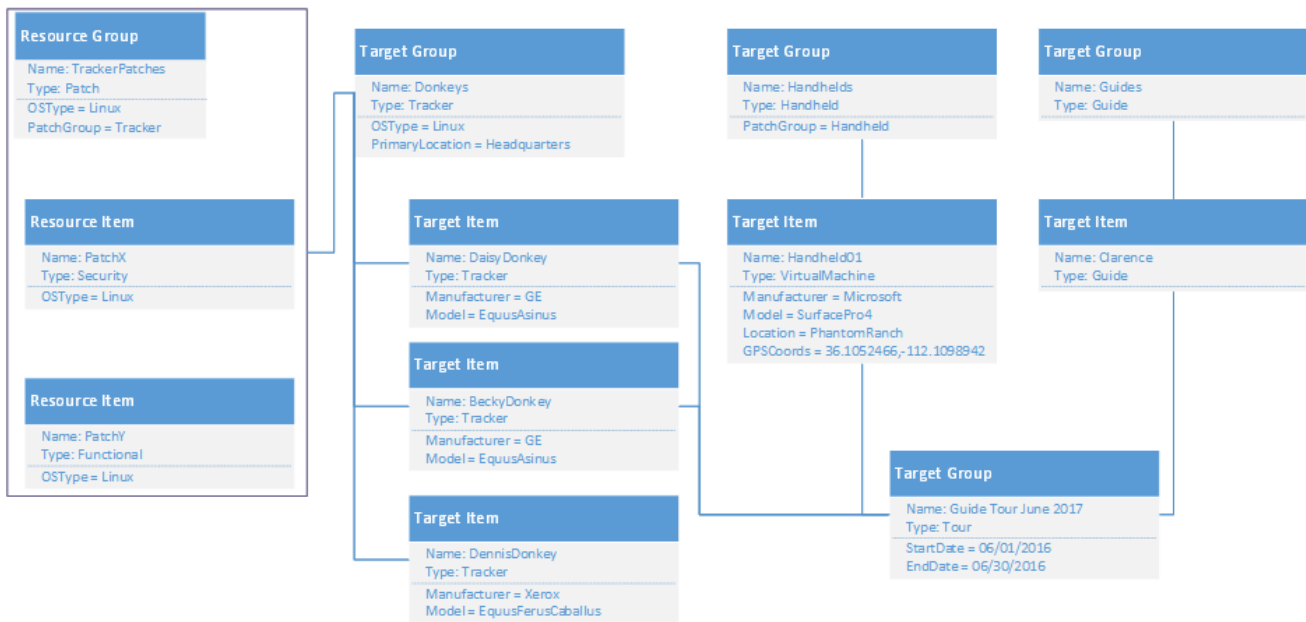 Resource Group
Name: TrackerPatches
Type: Patch
OSType = Linux
PatchGroup = Tracker
Resource Item
Name: PatchX
Type: Security
OSType = Linux
Resource Item
Name: PatchY
Type: Functional
OSType = Linux
Target Group
Name: Donkeys
Type: Tracker
OSType = Linux
PrimaryLocation = Headquarters
Target Item
Name: DaisyDonkey
Type: Tracker
Manufacturer = GE
Model = EquusAsinus
Target Item
Name: BeckyDonkey
Type: Tracker
Manufacturer = GE
Model = EquusAsinus
Target Item
Name: DennisDonkey
Type: Tracker
Manufacturer = Xerox
Model = EquusFerusCaballus
Target Group
Name: Handhelds
Type: Handheld
PatchGroup = Handheld
Target Item
Name: Handheld01
Type: VirtualMachine
Manufacturer = Microsoft
Model = SurfacePro4
Location = PhantomRanch
GPSCoords = 36.1052466,-112.1098942
Target Group
Name: Guides
Type: Guide
Target Item
Name: Clarence
Type: Guide
Target Group
Name: Guide Tour June 2017
Type: Tour
StartDate = 06/01/2016
EndDate = 06/30/2016